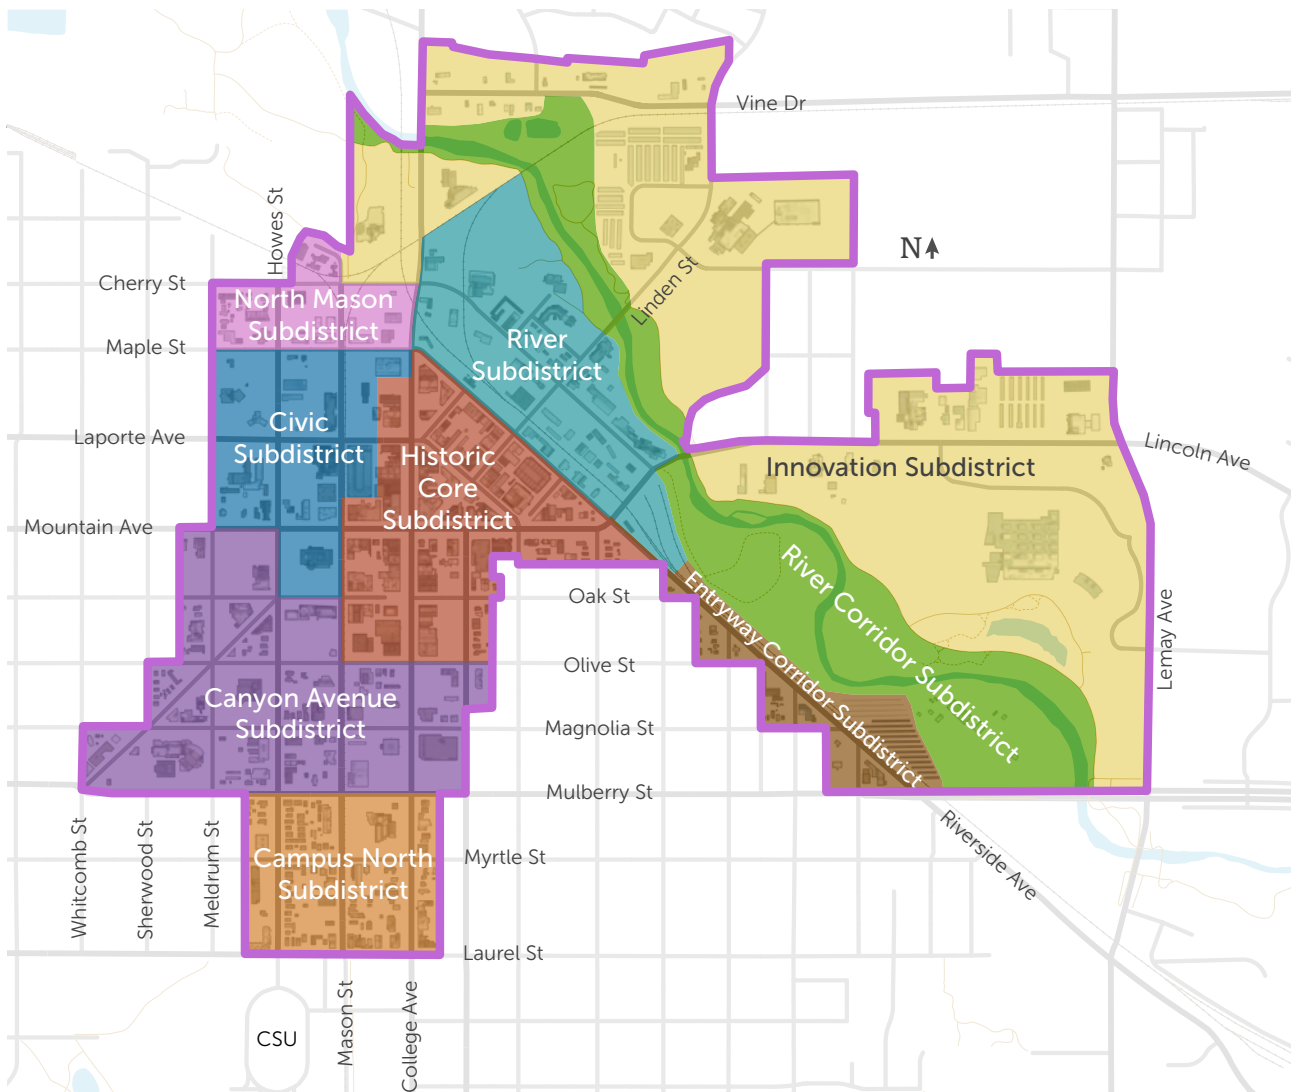 Vine Dr
Howes St
N
Cherry St
Linden St
North Mason
Subdistrict
Maple St
River
Subdistrict
Civic
Subdistrict
Laporte Ave
Lincoln Ave
Historic
Core
Subdistrict
Innovation Subdistrict
Mountain Ave
River Corridor Subdistrict
Entryway Corridor Subdistrict
Oak St
Lemay Ave
Olive St
Canyon Avenue
Subdistrict
Magnolia St
Mulberry St
Whitcomb St
Sherwood St
Meldrum St
Campus North
Subdistrict
Myrtle St
Riverside Ave
Laurel St
CSU
Mason St
College Ave